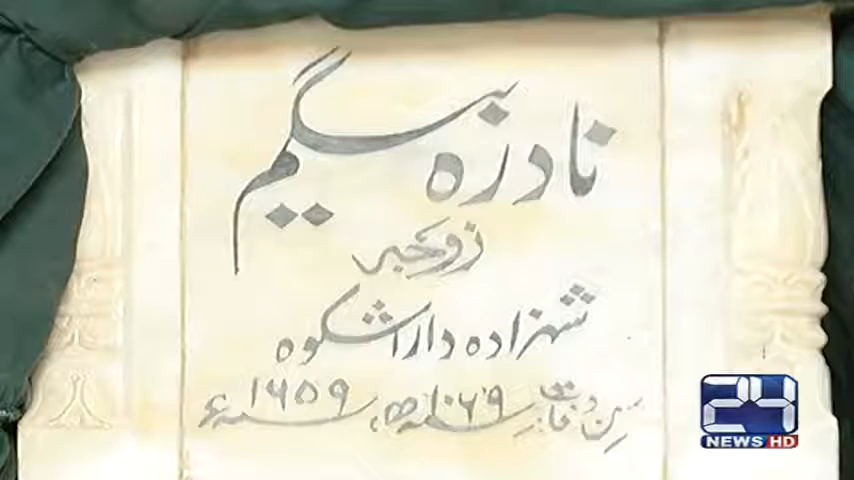 نادرہ بیگم
زوجہ
شہزادہ داراشکوہ
سن وفات ۱۰۶۹ھ، ۱۶۵۹ء
24
NEWS HD